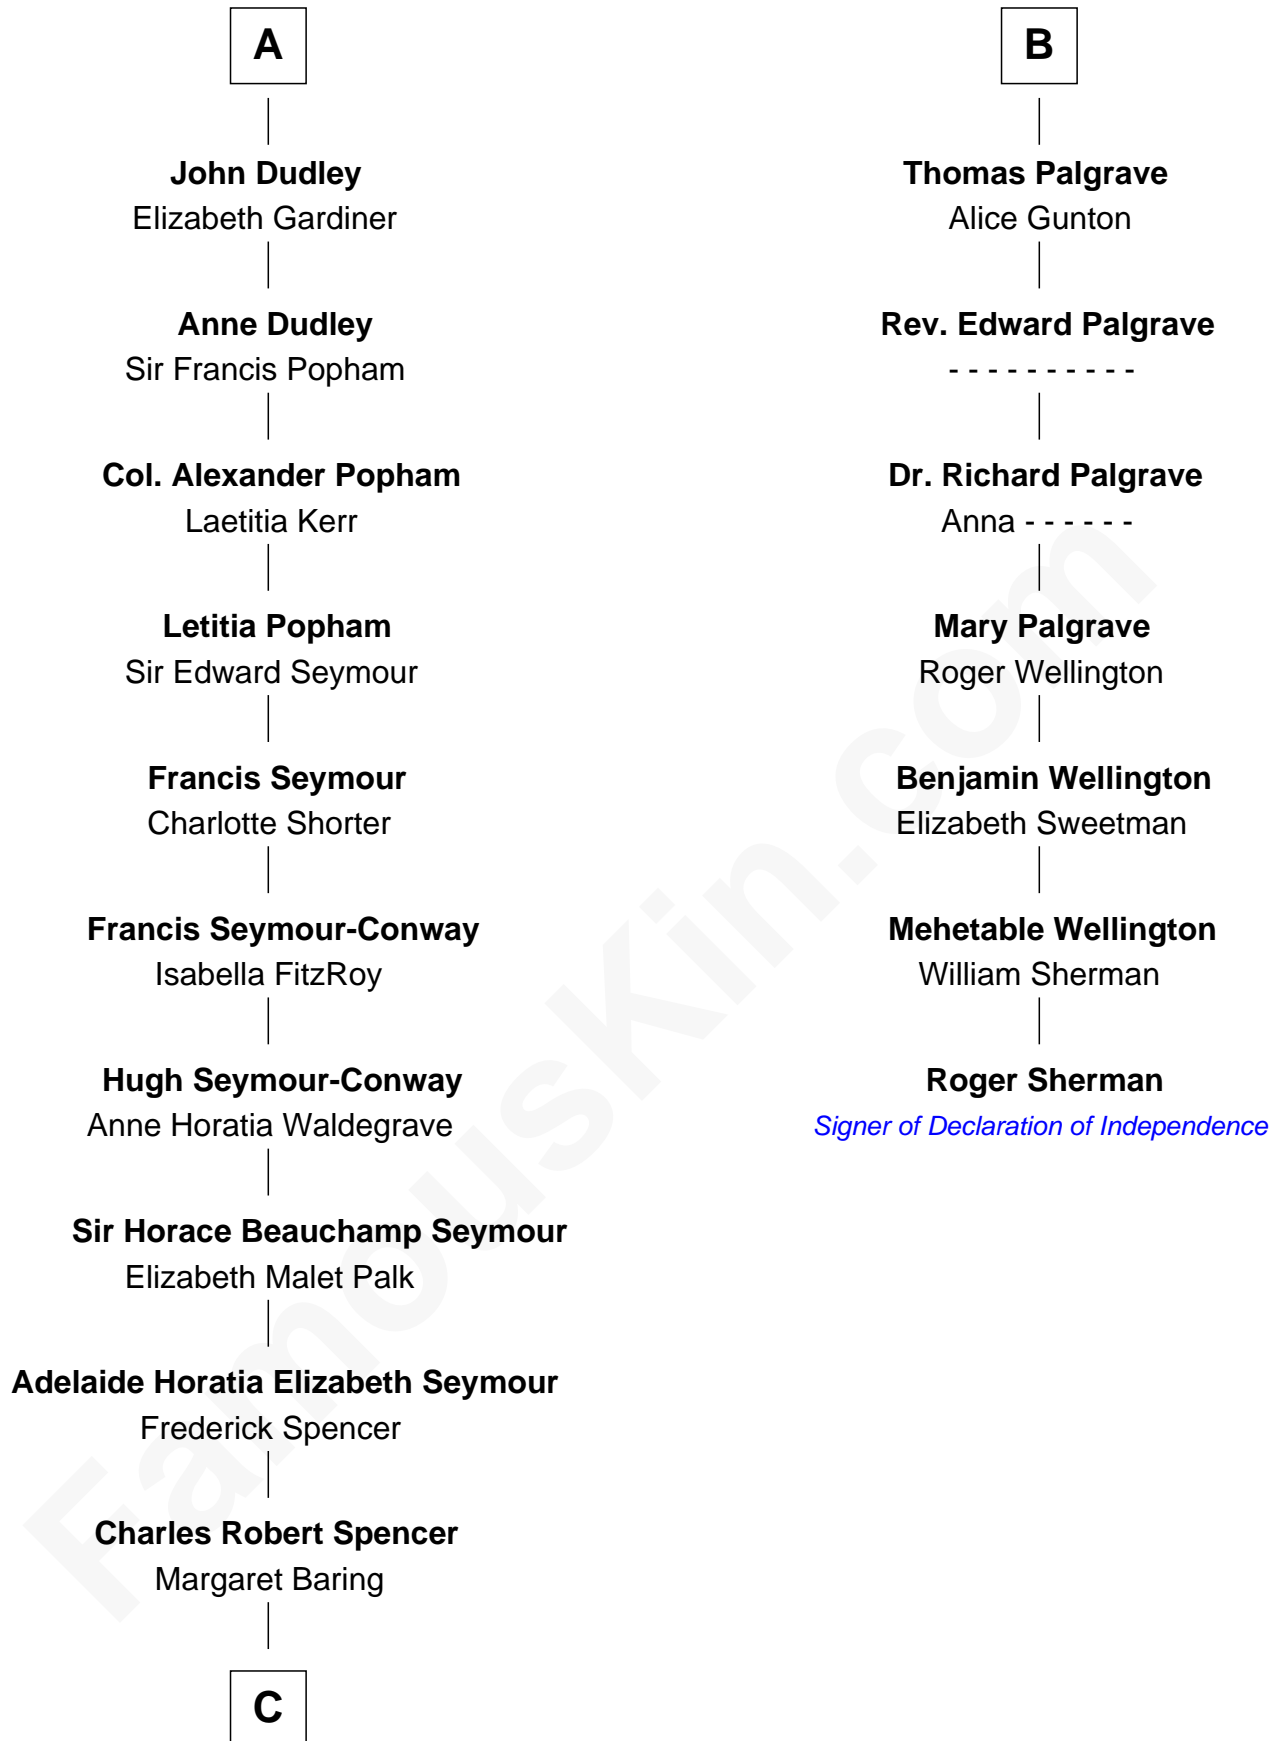 A
John Dudley
Elizabeth Gardiner
Anne Dudley
Sir Francis Popham
Col. Alexander Popham
Laetitia Kerr
Letitia Popham
Sir Edward Seymour
Francis Seymour
Charlotte Shorter
Francis Seymour-Conway
Isabella FitzRoy
Hugh Seymour-Conway
Anne Horatia Waldegrave
Sir Horace Beauchamp Seymour
Elizabeth Malet Palk
Adelaide Horatia Elizabeth Seymour
Frederick Spencer
Charles Robert Spencer
Margaret Baring
C
B
Thomas Palgrave
Alice Gunton
Rev. Edward Palgrave
- - - - - - - - - -
Dr. Richard Palgrave
Anna - - - - - -
Mary Palgrave
Roger Wellington
Benjamin Wellington
Elizabeth Sweetman
Mehetable Wellington
William Sherman
Roger Sherman
Signer of Declaration of Independence
FamousKin.com